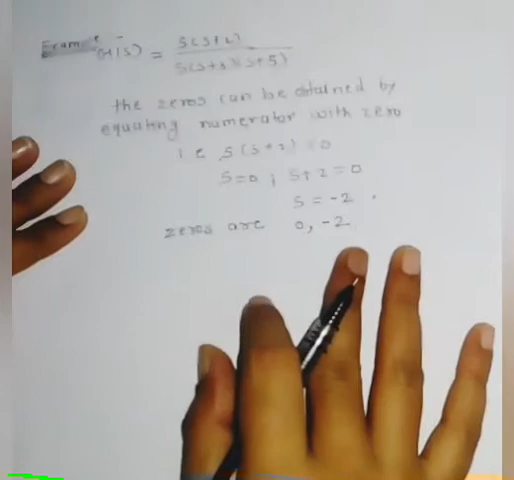 Example G(s) = S(S+2)
S(S+3)(S+5)
the zeros can be obtained by
equating numerator with zero
i e S(S+2) = 0
S=0 ; S+2=0
S = -2
zeros are 0, -2